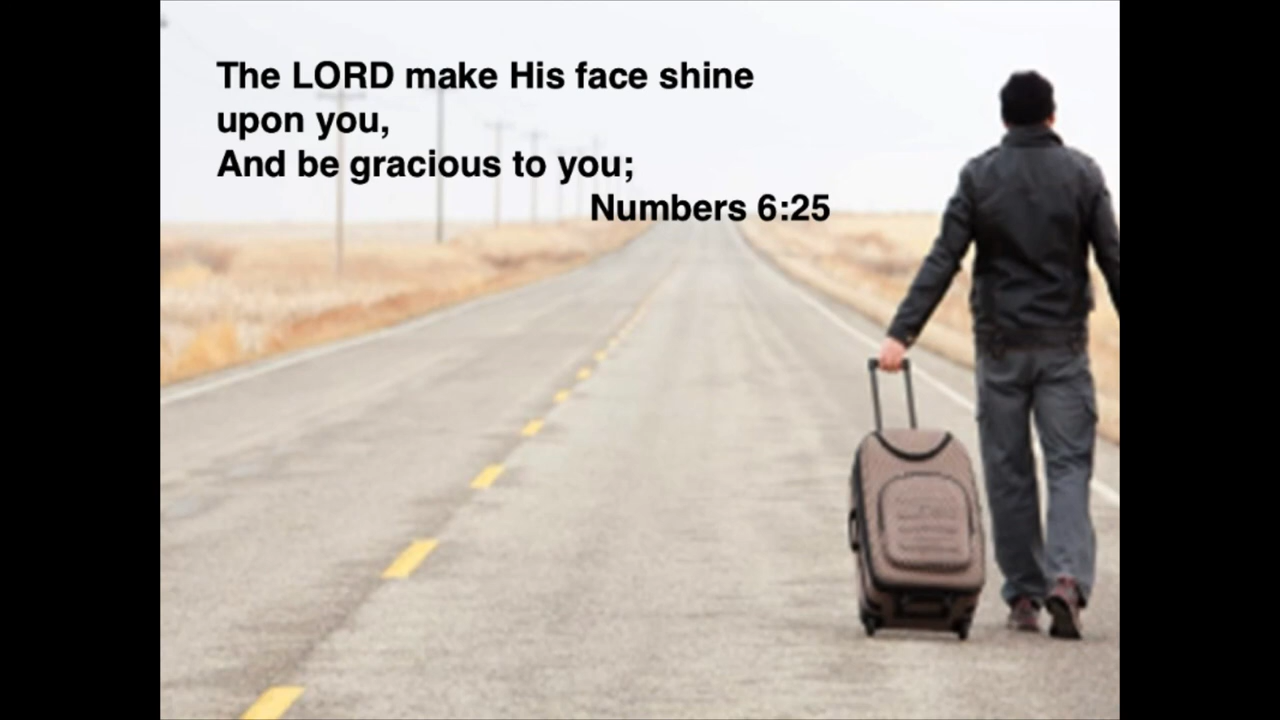 The LORD make His face shine
upon you,
And be gracious to you;
Numbers 6:25